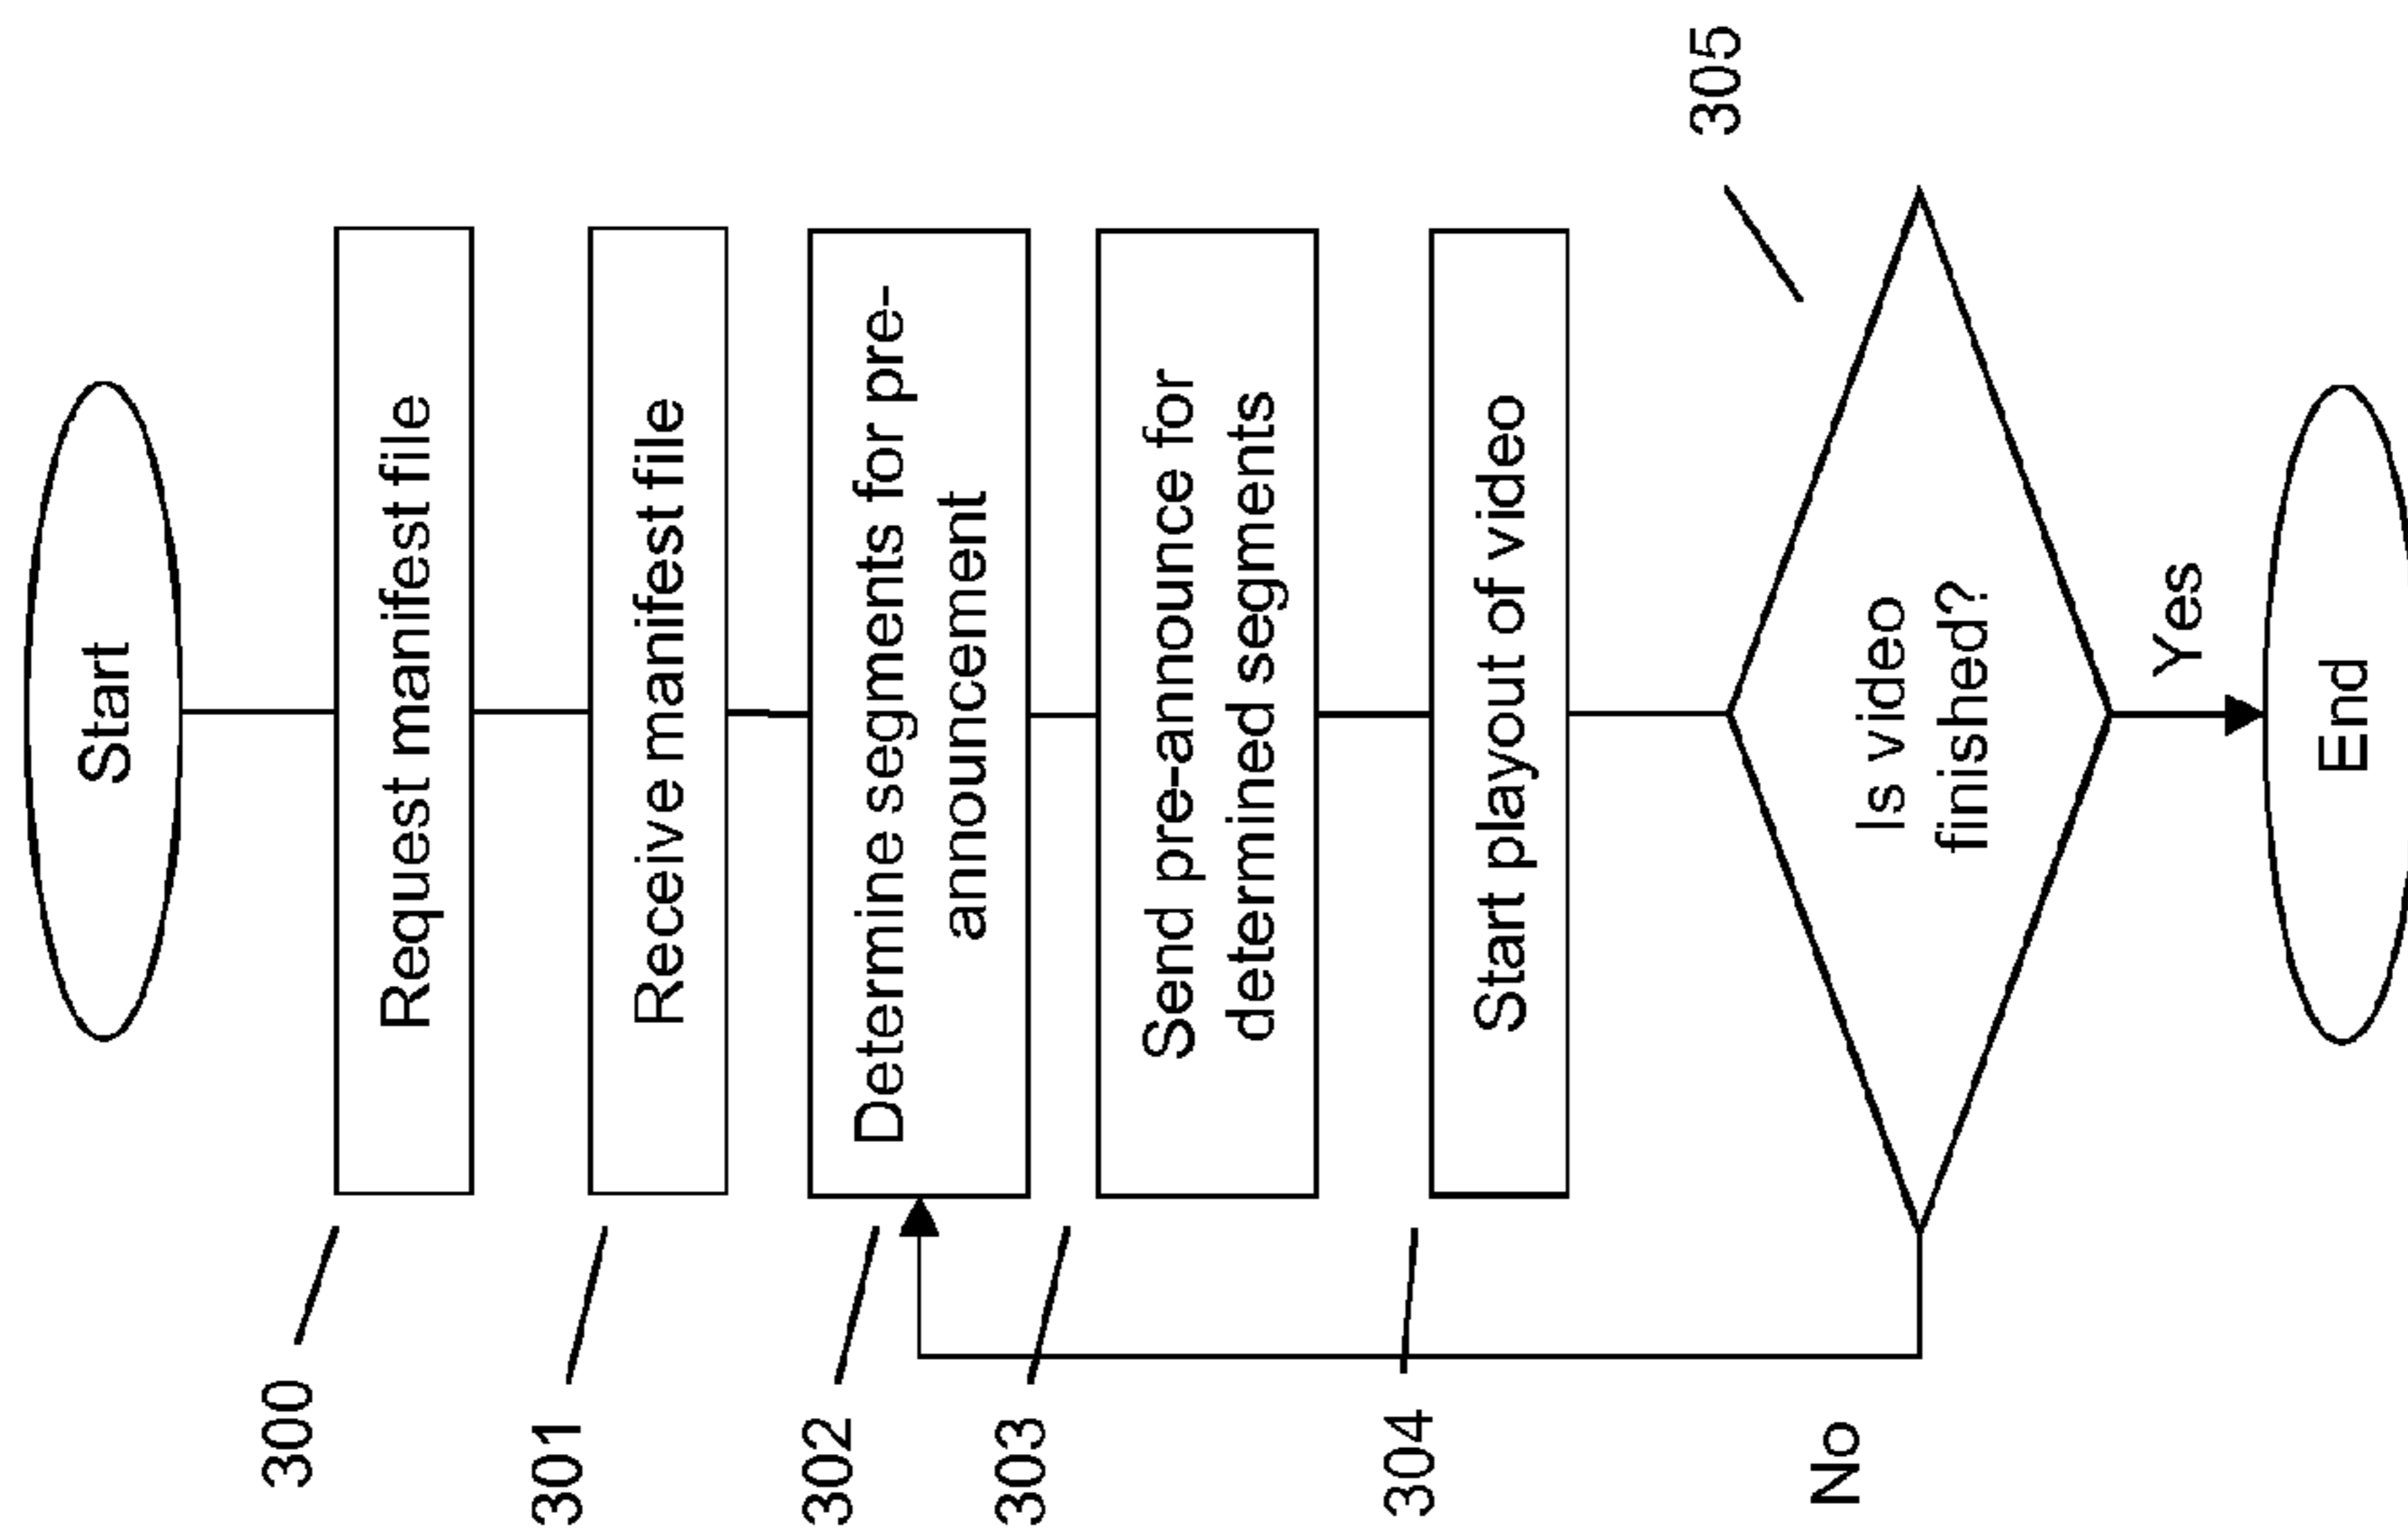 Start
300
Request manifest file
301
Receive manifest file
302
Determine segments for pre-
announcement
303
Send pre-announce for
determined segments
304
Start playout of video
305
Is video
finished?
No
Yes
End